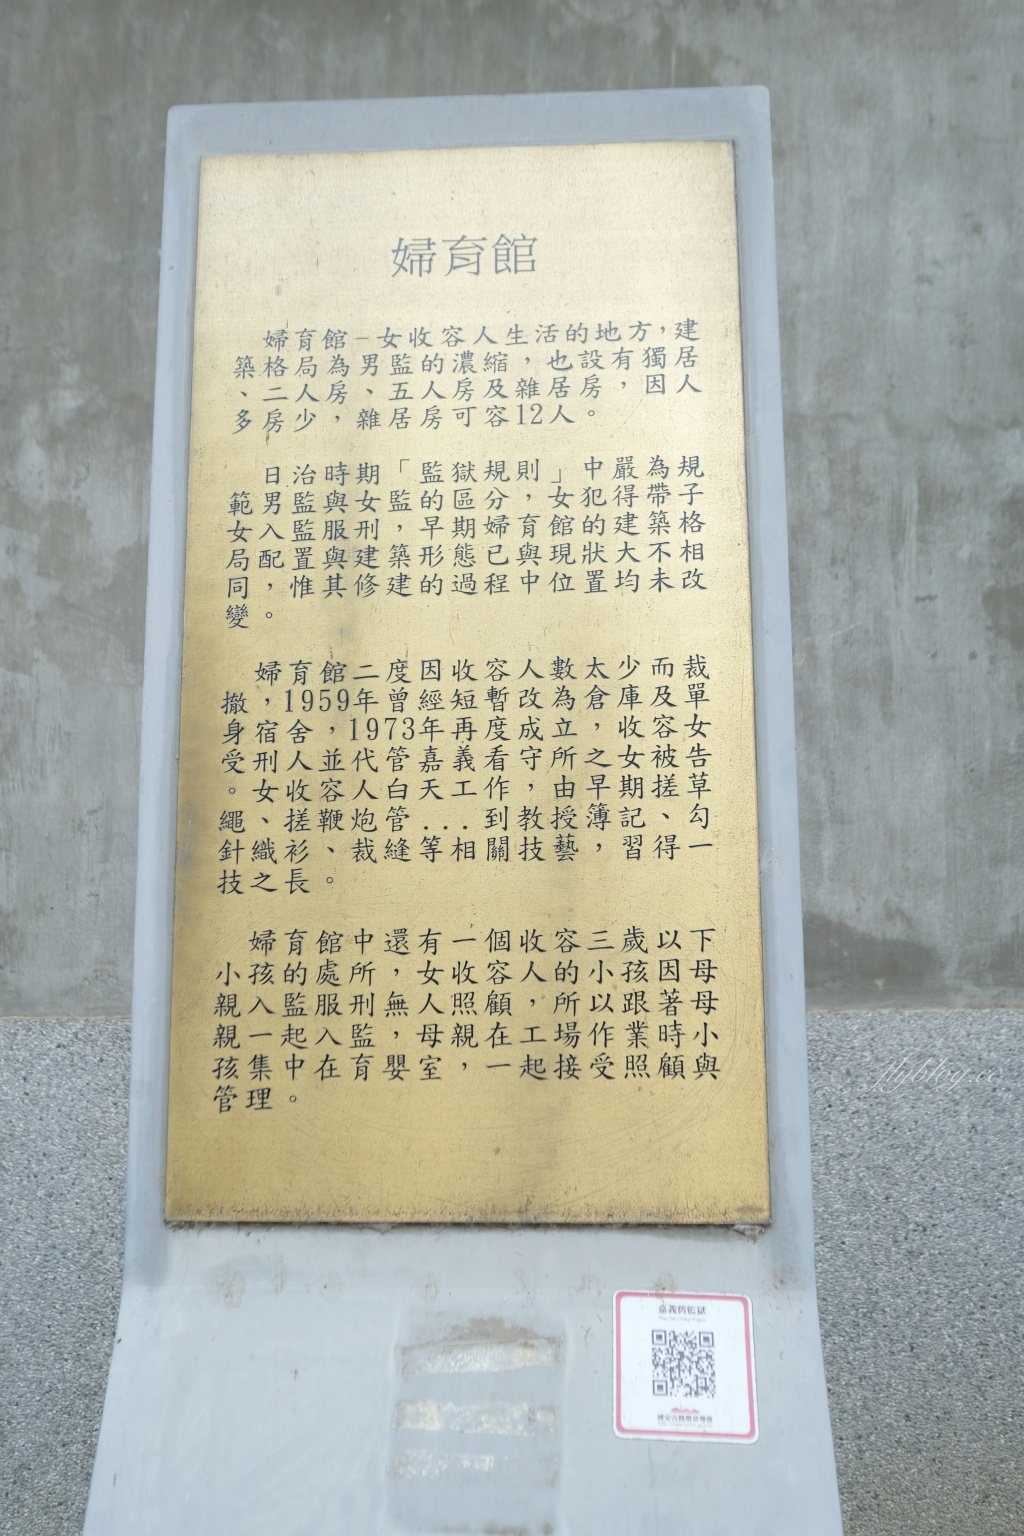 婦育館
婦育館－女收容人生活的地方，建
築格局為男監的濃縮，也設有獨居
、二人房、五人房及雜居房，因人
多房少，雜居房可容12人。
日治時期「監獄規則」中嚴為規
範男監與女監的區分，女犯得帶子
女入監服刑，早期婦育館的建築格
局配置與建築形態已與現狀大不相
同，惟其修建的過程中位置均未改
變。
婦育館二度因收容人數太少而裁
撤，1959年曾經短暫改為倉庫及單
身宿舍，1973年再度成立，收容女
受刑人並代管嘉義看守所之女被告
。女收容人白天工作，由早期搓草
繩、搓鞭炮管...到教授簿記、勾
針織衫、裁縫等相關技藝，習得一
技之長。
婦育館中還有一個收容三歲以下
小孩的處所，女收容人的小孩因母
親入監服刑無人照顧，所以跟著母
親一起入監，母親在工場作業時小
孩集中在育嬰室，一起接受照顧與
管理。
嘉義舊監獄